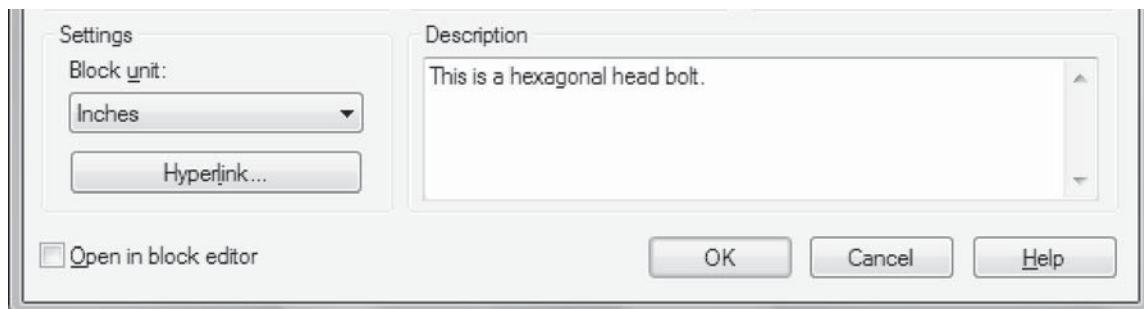 Settings
Description
Block unit:
This is a hexagonal head bolt.
Inches
Hyperlink...
Open in block editor
OK
Cancel
Help